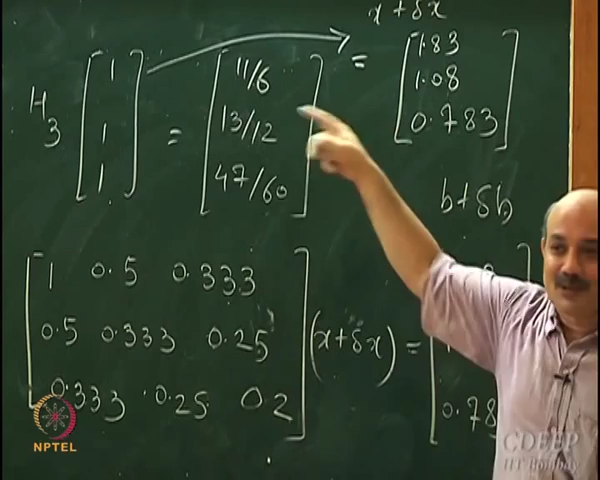 x + δx
H₃ [1 1 1] = [11/6 13/12 47/60] = [1.83 1.08 0.783]
b + δb
1 0.5 0.333
0.5 0.333 0.25 (x + δx) =
0.333 0.25 0.2 0.78
NPTEL
CDEEP
IIT Bombay